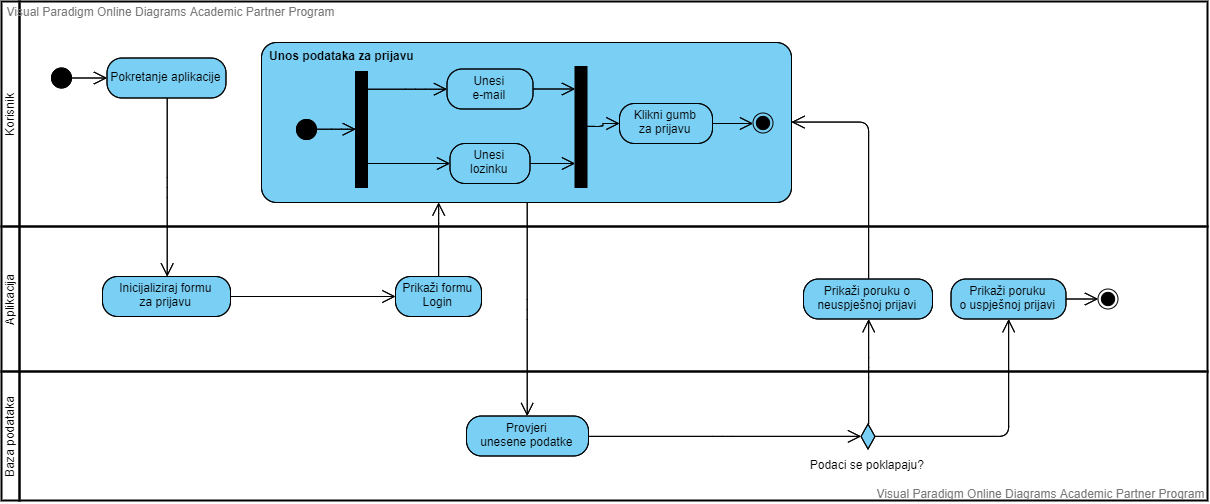 Visual Paradigm Online Diagrams Academic Partner Program
Korisnik
Pokretanje aplikacije
Unos podataka za prijavu
Unesi
e-mail
Unesi
lozinku
Klikni gumb
za prijavu
Aplikacija
Inicijaliziraj formu
za prijavu
Prikaži formu
Login
Prikaži poruku o
neuspješnoj prijavi
Prikaži poruku
o uspješnoj prijavi
Baza podataka
Provjeri
unesene podatke
Podaci se poklapaju?
Visual Paradigm Online Diagrams Academic Partner Program